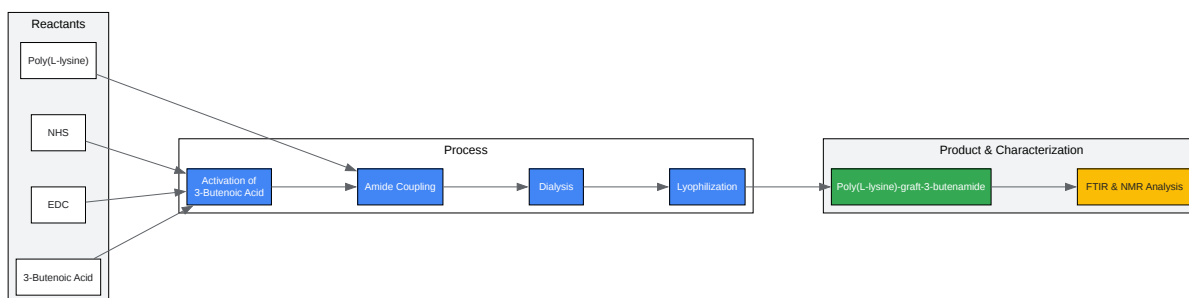 Reactants
Poly(L-lysine)
NHS
EDC
3-Butenoic Acid
Process
Activation of
3-Butenoic Acid
Amide Coupling
Dialysis
Lyophilization
Product & Characterization
Poly(L-lysine)-graft-3-butenamide
FTIR & NMR Analysis